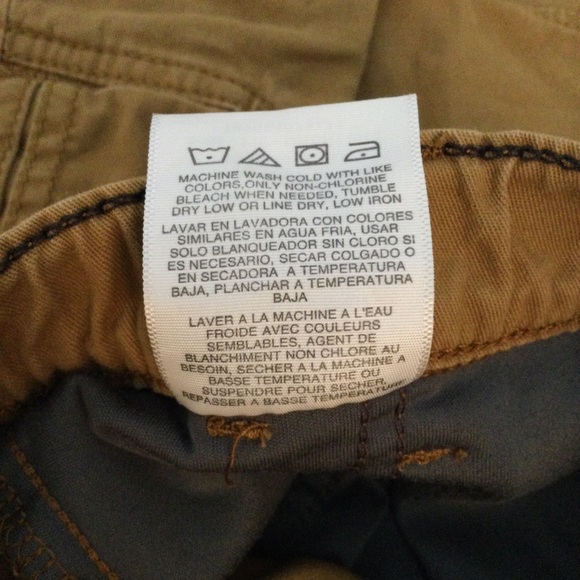 MACHINE WASH COLD WITH LIKE
COLORS,ONLY NON-CHLORINE
BLEACH WHEN NEEDED, TUMBLE
DRY LOW OR LINE DRY, LOW IRON
LAVAR EN LAVADORA CON COLORES
SIMILARES EN AGUA FRIA, USAR
SOLO BLANQUEADOR SIN CLORO SI
ES NECESARIO, SECAR COLGADO O
EN SECADORA A TEMPERATURA
BAJA, PLANCHAR A TEMPERATURA
BAJA
LAVER A LA MACHINE A L'EAU
FROIDE AVEC COULEURS
SEMBLABLES, AGENT DE
BLANCHIMENT NON CHLORE AU
BESOIN, SECHER A LA MACHINE A
BASSE TEMPERATURE OU
SUSPENDRE POUR SECHER,
REPASSER A BASSE TEMPERATURE